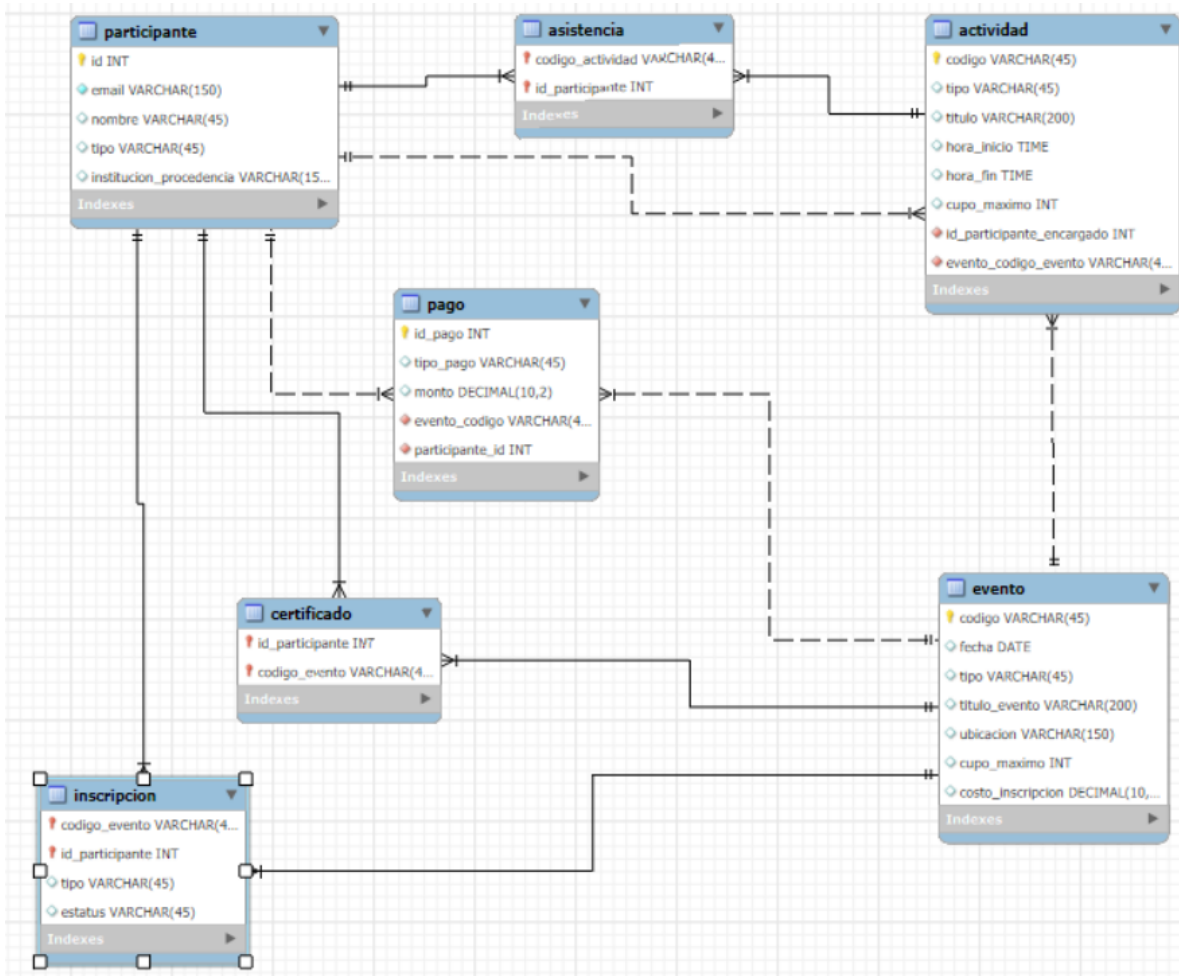 participante
id INT
email VARCHAR(150)
nombre VARCHAR(45)
tipo VARCHAR(45)
institucion_procedencia VARCHAR(15...
Indexes
asistencia
codigo_actividad VARCHAR(4...
id_participante INT
Indexes
actividad
codigo VARCHAR(45)
tipo VARCHAR(45)
titulo VARCHAR(200)
hora_inicio TIME
hora_fin TIME
cupo_maximo INT
id_participante_encargado INT
evento_codigo_evento VARCHAR(4...
Indexes
pago
id_pago INT
tipo_pago VARCHAR(45)
monto DECIMAL(10,2)
evento_codigo VARCHAR(4...
participante_id INT
Indexes
certificado
id_participante INT
codigo_evento VARCHAR(4...
Indexes
evento
codigo VARCHAR(45)
fecha DATE
tipo VARCHAR(45)
titulo_evento VARCHAR(200)
ubicacion VARCHAR(150)
cupo_maximo INT
costo_inscripcion DECIMAL(10,...
Indexes
inscripcion
codigo_evento VARCHAR(4...
id_participante INT
tipo VARCHAR(45)
estatus VARCHAR(45)
Indexes